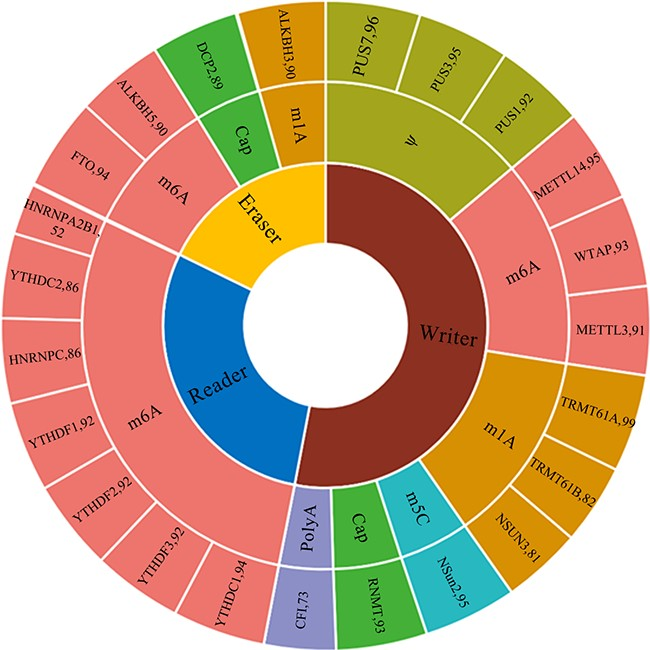 Writer
ψ
PUS7,96
PUS3,95
PUS1,92
m6A
METTL14,95
WTAP,93
METTL3,91
m1A
TRMT61A,99
TRMT61B,82
NSUN3,81
m5C
NSun2,95
Cap
RNMT,93
PolyA
CFI,73
Reader
m6A
YTHDC1,94
YTHDF3,92
YTHDF2,92
YTHDF1,92
HNRNPC,86
YTHDC2,86
HNRNPA2B1,
52
Eraser
m6A
FTO,94
ALKBH5,90
Cap
DCP2,89
m1A
ALKBH3,90